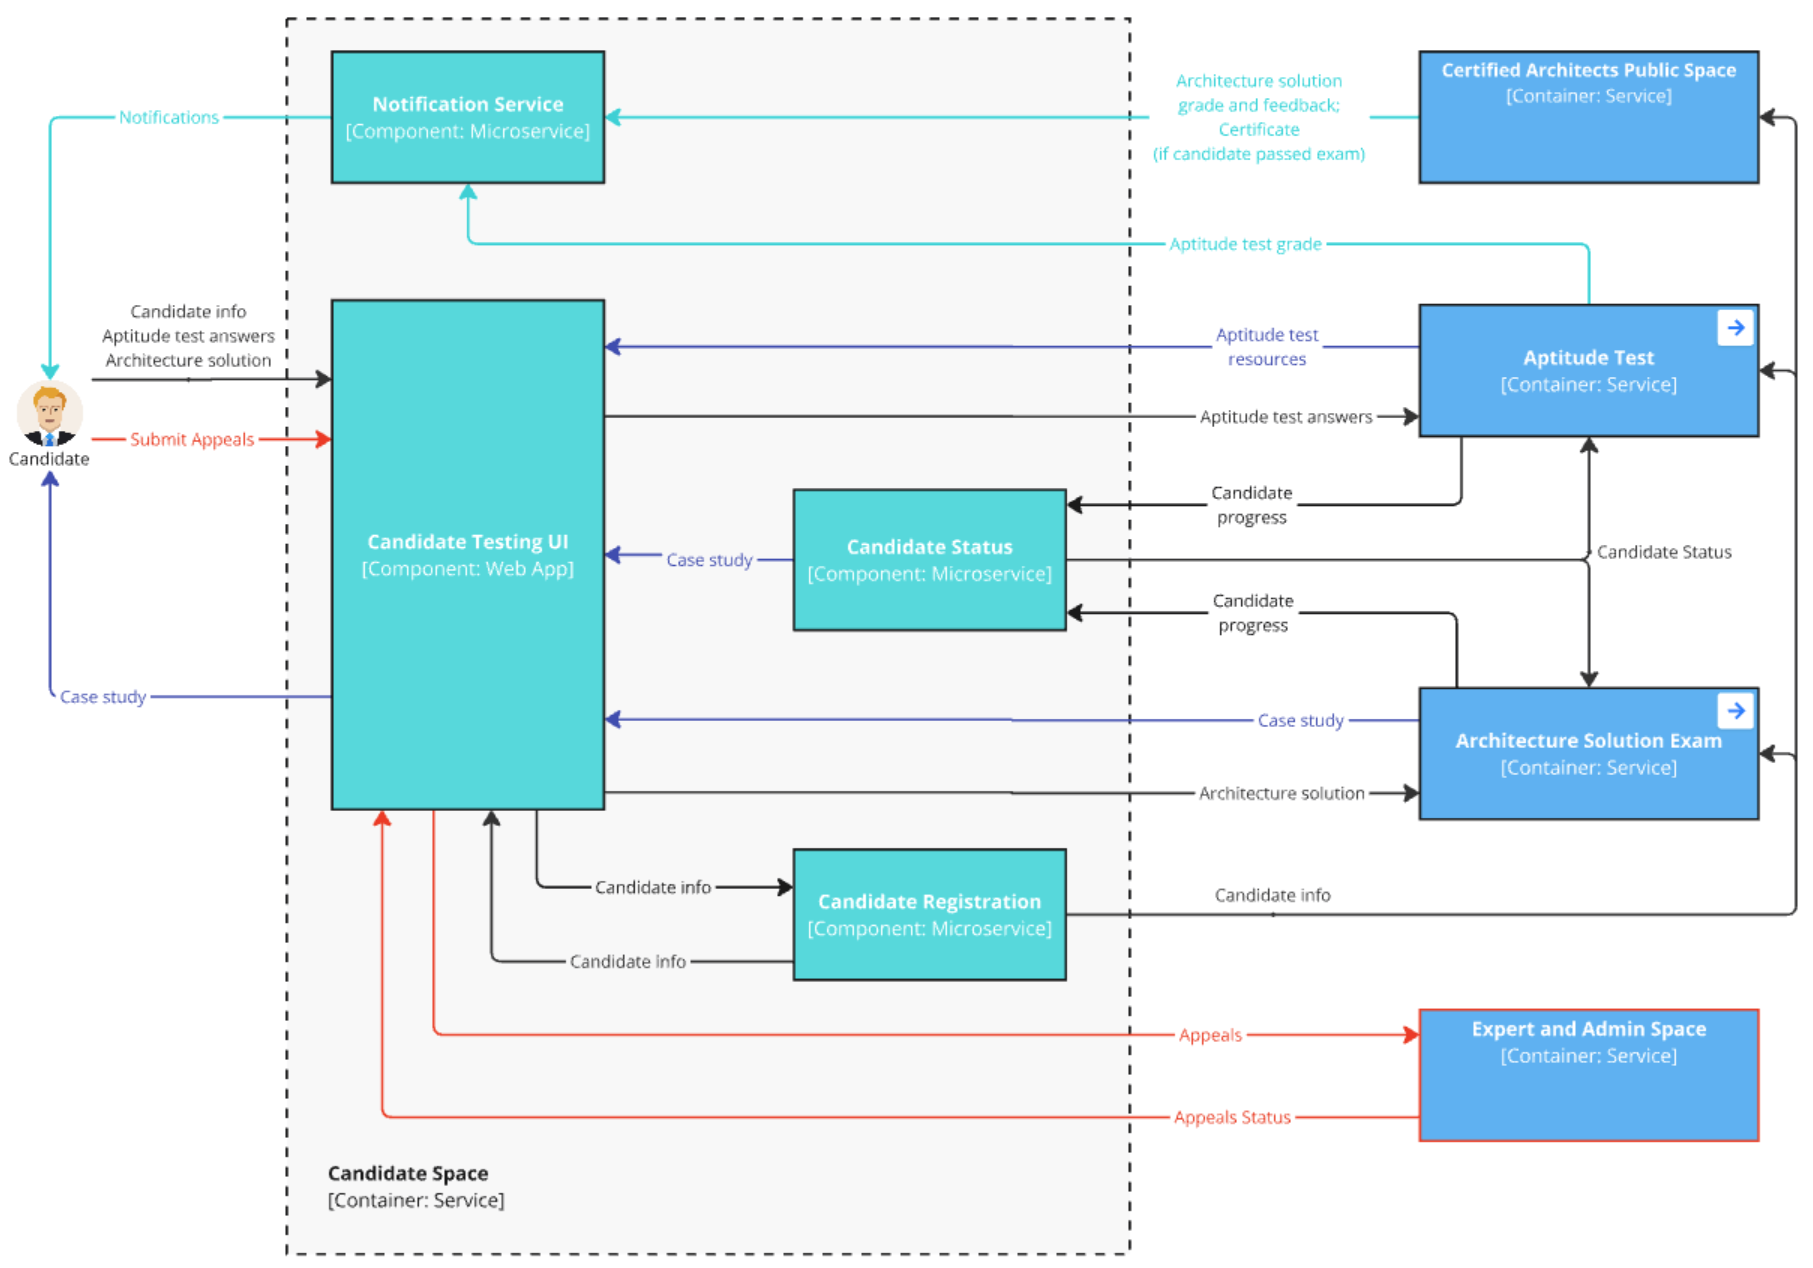 Notification Service
[Component: Microservice]
Notifications
Architecture solution
grade and feedback;
Certificate
(if candidate passed exam)
Certified Architects Public Space
[Container: Service]
Aptitude test grade
Candidate info
Aptitude test answers
Architecture solution
Submit Appeals
Candidate
Case study
Candidate Testing UI
[Component: Web App]
Aptitude test
resources
Aptitude test answers
Aptitude Test
[Container: Service]
Candidate
progress
Candidate Status
[Component: Microservice]
Case study
Candidate Status
Candidate
progress
Case study
Architecture solution
Architecture Solution Exam
[Container: Service]
Candidate info
Candidate info
Candidate Registration
[Component: Microservice]
Candidate info
Appeals
Appeals Status
Expert and Admin Space
[Container: Service]
Candidate Space
[Container: Service]